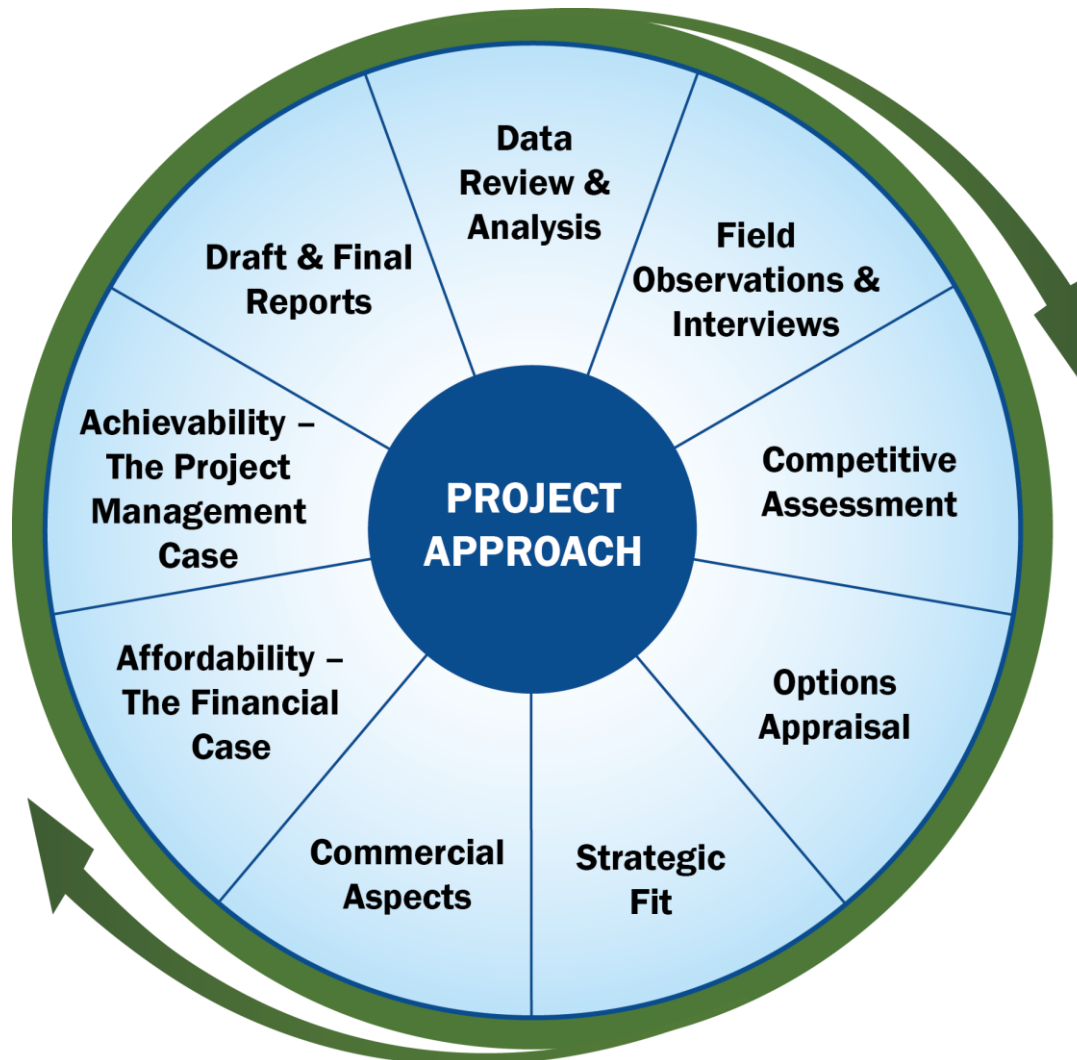 Data
Review &
Analysis
Field
Observations &
Interviews
Competitive
Assessment
Options
Appraisal
Strategic
Fit
Commercial
Aspects
Affordability –
The Financial
Case
Achievability –
The Project
Management
Case
Draft & Final
Reports
PROJECT
APPROACH